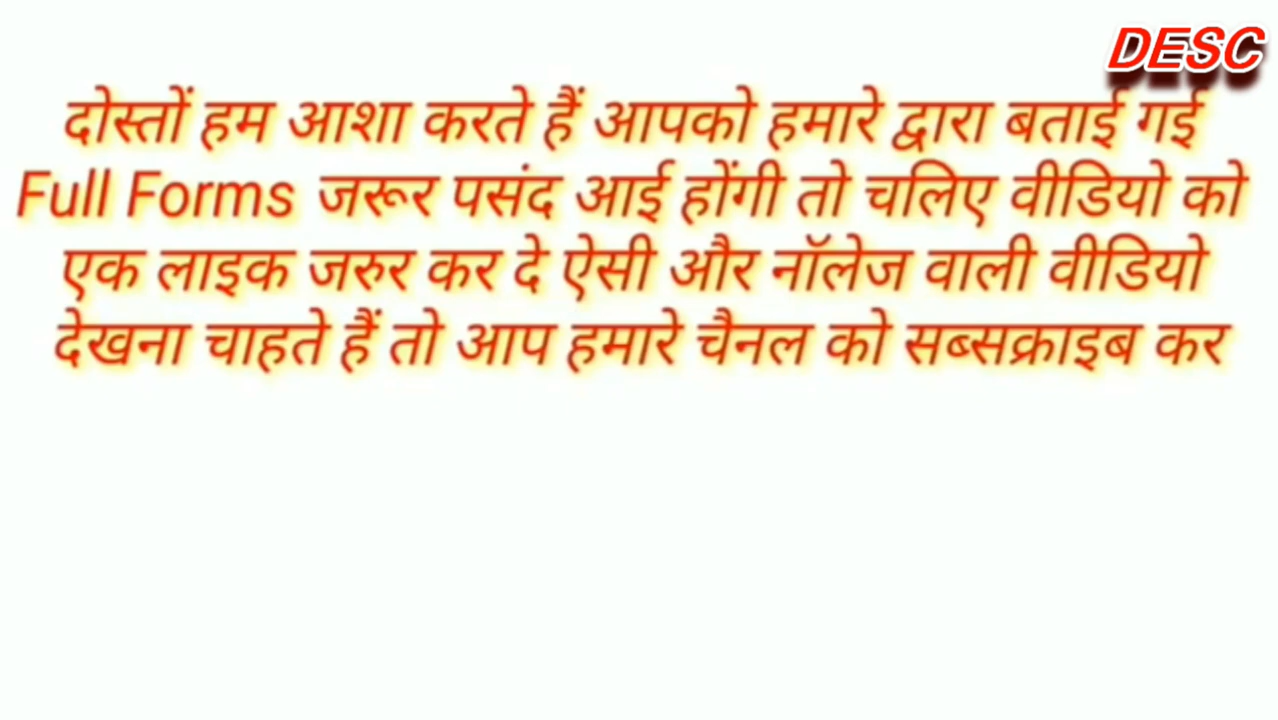 DESC
दोस्तों हम आशा करते हैं आपको हमारे द्वारा बताई गई
Full Forms जरूर पसंद आई होंगी तो चलिए वीडियो को
एक लाइक जरुर कर दे ऐसी और नॉलेज वाली वीडियो
देखना चाहते हैं तो आप हमारे चैनल को सब्सक्राइब कर